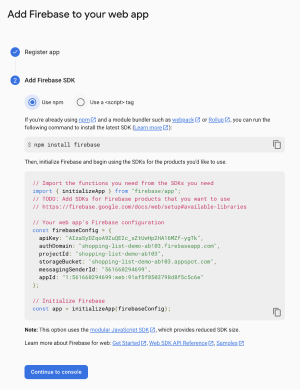 Add Firebase to your web app
Register app
2 Add Firebase SDK
Use npm Use a <script> tag
If you're already using npm and a module bundler such as webpack or Rollup, you can run the
following command to install the latest SDK (Learn more):
$ npm install firebase
Then, initialize Firebase and begin using the SDKs for the products you'd like to use.
// Import the functions you need from the SDKs you need
import { initializeApp } from "firebase/app";
// TODO: Add SDKs for Firebase products that you want to use
// https://firebase.google.com/docs/web/setup#available-libraries
// Your web app's Firebase configuration
const firebaseConfig = {
apiKey:
authDomain: "shopping-list-demo-ab103.firebaseapp.com",
projectId: "shopping-list-demo-ab103",
storageBucket: "shopping-list-demo-ab103.appspot.com",
messagingSenderId: "561668294699",
appId:
};
// Initialize Firebase
const app = initializeApp(firebaseConfig);
Note: This option uses the modular JavaScript SDK, which provides reduced SDK size.
Learn more about Firebase for web: Get Started, Web SDK API Reference, Samples
Continue to console